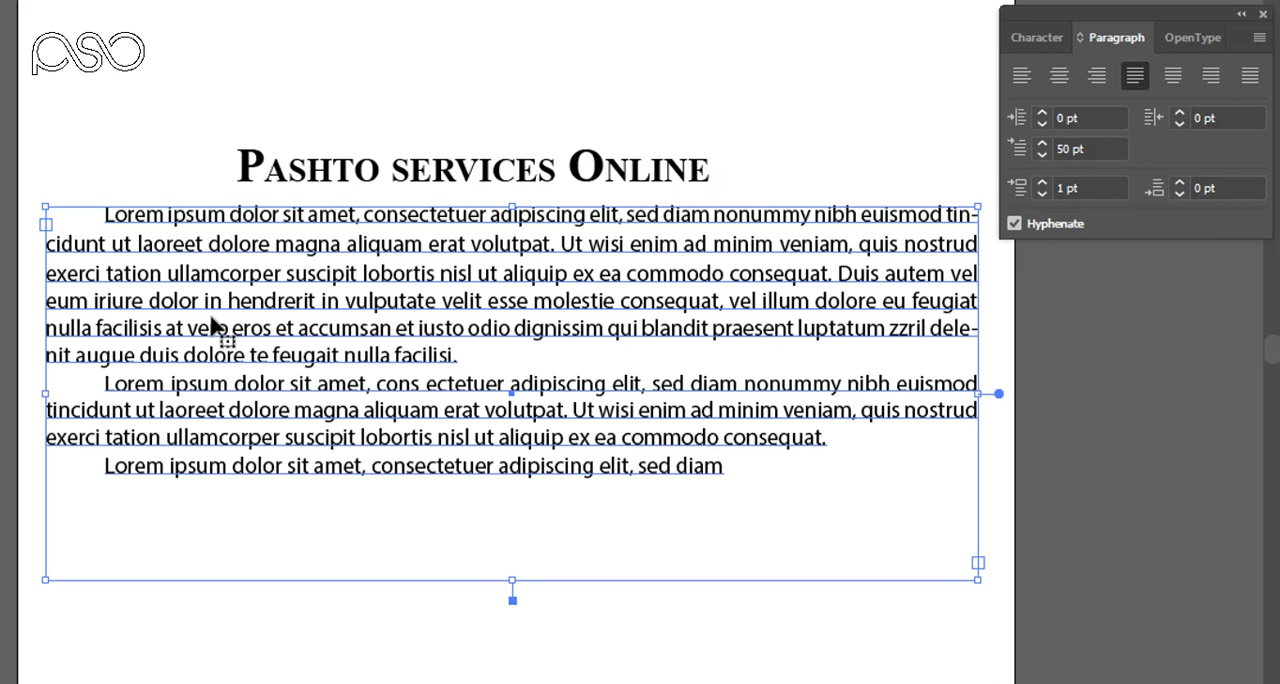 pso
Character Paragraph OpenType
0 pt 0 pt
50 pt
1 pt 0 pt
Hyphenate
Pashto services Online
Lorem ipsum dolor sit amet, consectetuer adipiscing elit, sed diam nonummy nibh euismod tin-
cidunt ut laoreet dolore magna aliquam erat volutpat. Ut wisi enim ad minim veniam, quis nostrud
exerci tation ullamcorper suscipit lobortis nisl ut aliquip ex ea commodo consequat. Duis autem vel
eum iriure dolor in hendrerit in vulputate velit esse molestie consequat, vel illum dolore eu feugiat
nulla facilisis at vero eros et accumsan et iusto odio dignissim qui blandit praesent luptatum zzril dele-
nit augue duis dolore te feugait nulla facilisi.
Lorem ipsum dolor sit amet, cons ectetuer adipiscing elit, sed diam nonummy nibh euismod
tincidunt ut laoreet dolore magna aliquam erat volutpat. Ut wisi enim ad minim veniam, quis nostrud
exerci tation ullamcorper suscipit lobortis nisl ut aliquip ex ea commodo consequat.
Lorem ipsum dolor sit amet, consectetuer adipiscing elit, sed diam